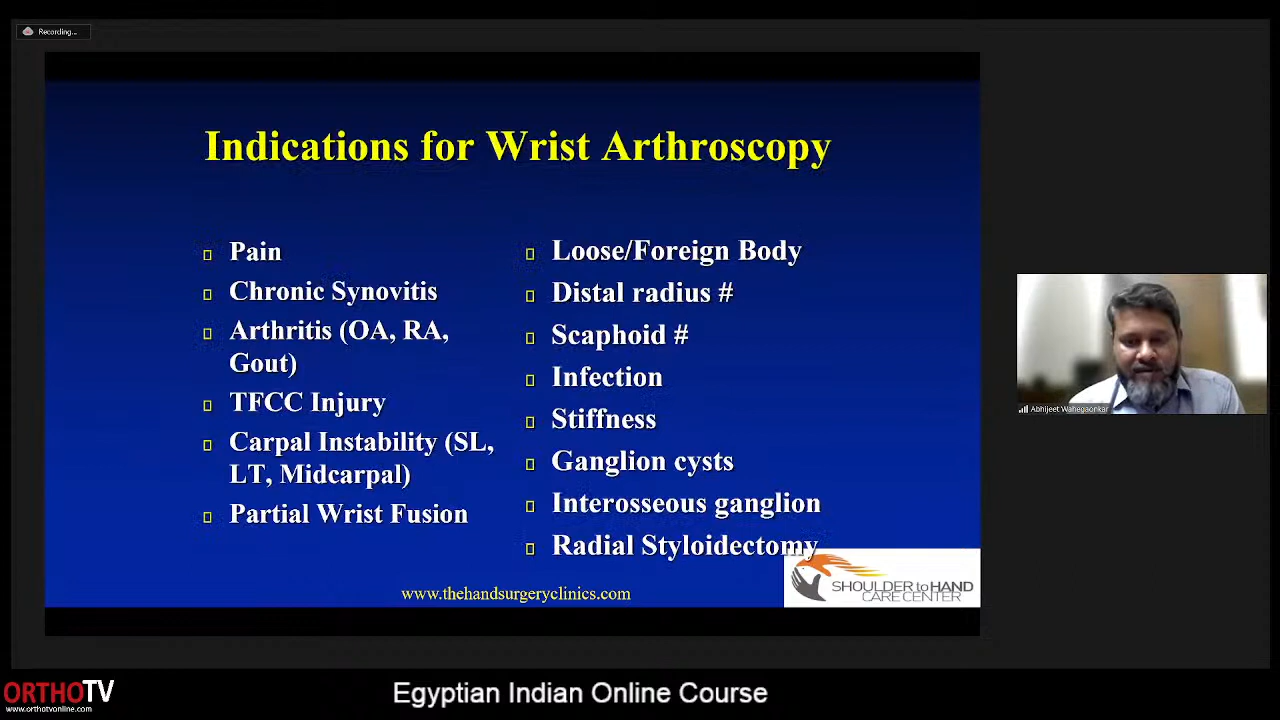 Recording...
Indications for Wrist Arthroscopy
Pain
Chronic Synovitis
Arthritis (OA, RA,
Gout)
TFCC Injury
Carpal Instability (SL,
LT, Midcarpal)
Partial Wrist Fusion
Loose/Foreign Body
Distal radius #
Scaphoid #
Infection
Stiffness
Ganglion cysts
Interosseous ganglion
Radial Styloidectomy
www.thehandsurgeryclinics.com
SHOULDER to HAND
CARE CENTER
Abhijeet Wahegaonkar
ORTHOTV
www.orthotvonline.com
Egyptian Indian Online Course